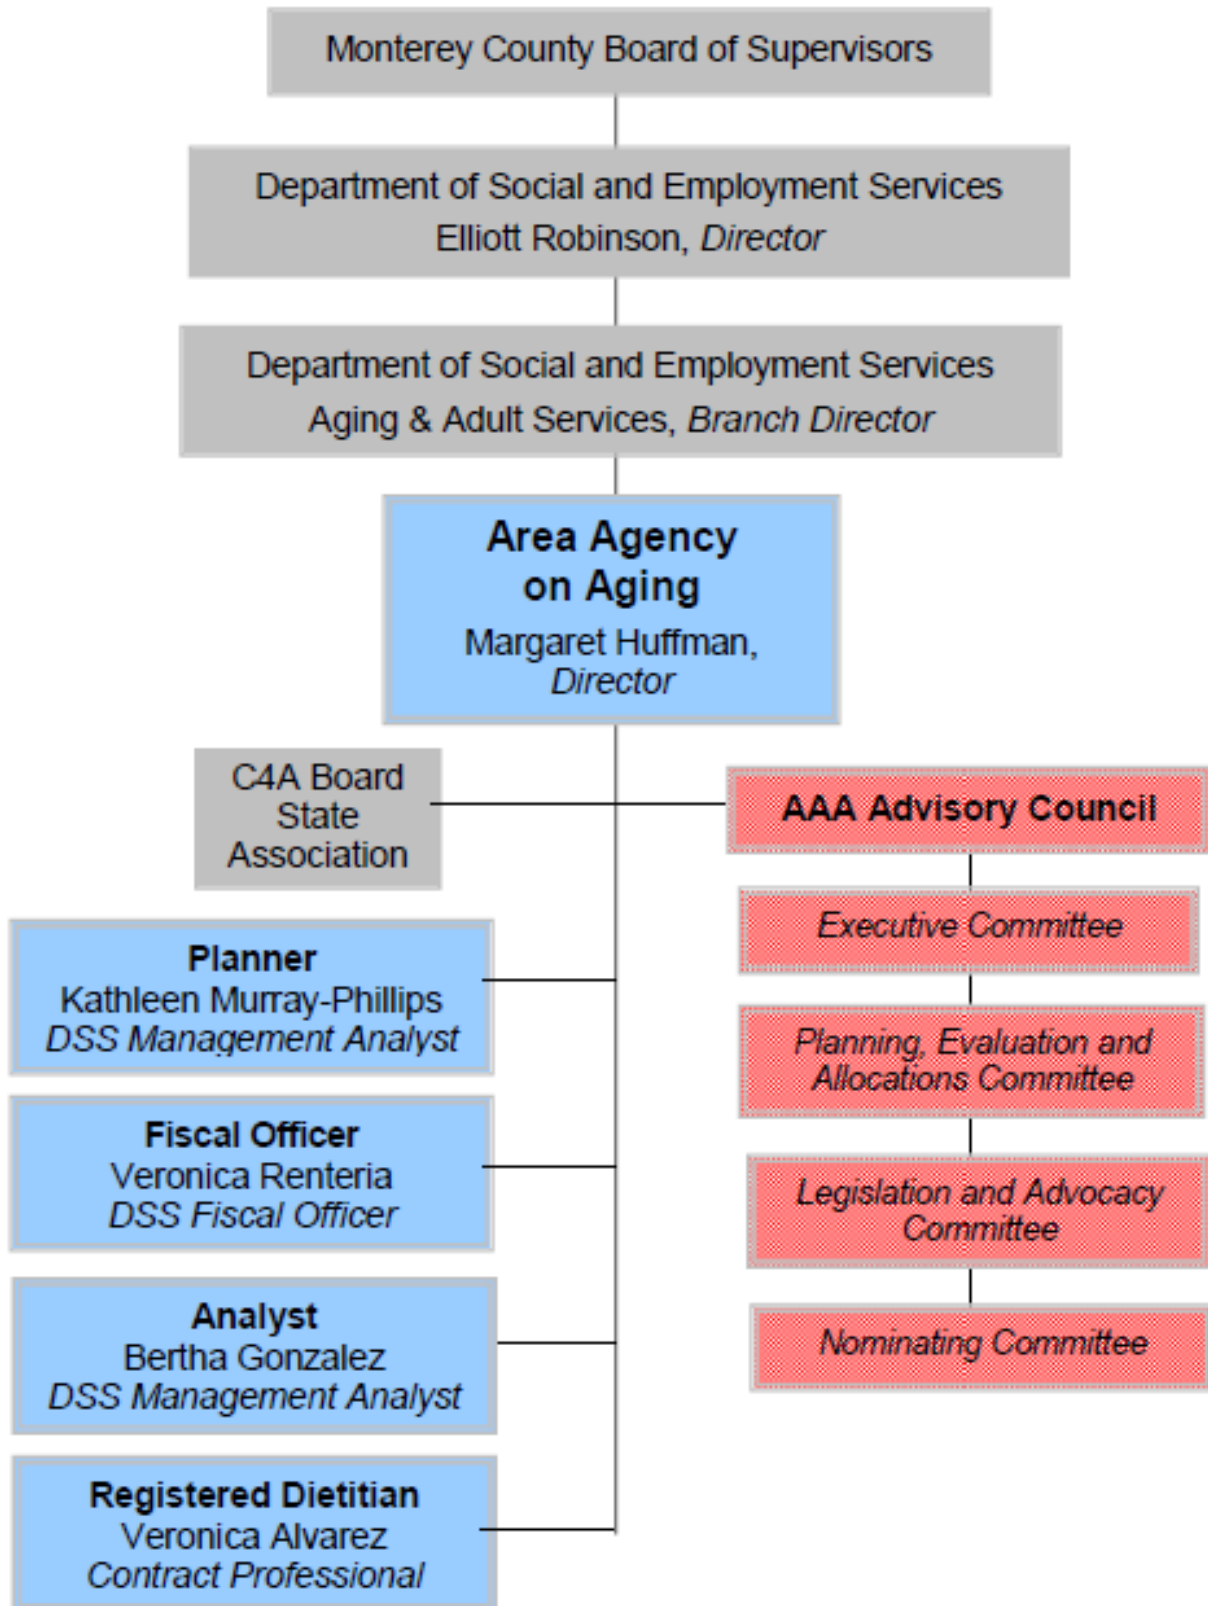 Monterey County Board of Supervisors
Department of Social and Employment Services
Elliott Robinson, Director
Department of Social and Employment Services
Aging & Adult Services, Branch Director
Area Agency
on Aging
Margaret Huffman,
Director
C4A Board
State
Association
AAA Advisory Council
Executive Committee
Planning, Evaluation and
Allocations Committee
Legislation and Advocacy
Committee
Nominating Committee
Planner
Kathleen Murray-Phillips
DSS Management Analyst
Fiscal Officer
Veronica Renteria
DSS Fiscal Officer
Analyst
Bertha Gonzalez
DSS Management Analyst
Registered Dietitian
Veronica Alvarez
Contract Professional